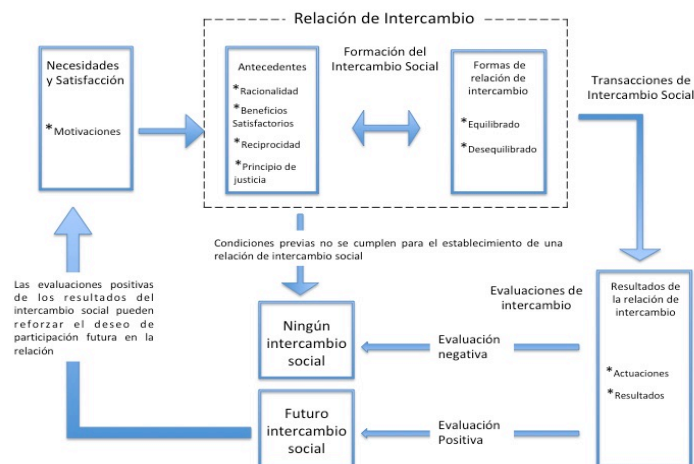 Relación de Intercambio
Necesidades
y Satisfacción
*Motivaciones
Antecedentes
*Racionalidad
*Beneficios
Satisfactorios
*Reciprocidad
*Principio de
justicia
Formación del
Intercambio Social
Formas de
relación de
intercambio
*Equilibrado
*Desequilibrado
Transacciones de
Intercambio Social
Condiciones previas no se cumplen para el establecimiento de una
relación de intercambio social
Las evaluaciones positivas
de los resultados del
intercambio social pueden
reforzar el deseo de
participación futura en la
relación
Ningún
intercambio
social
Evaluaciones de
intercambio
Evaluación
negativa
Resultados de
la relación de
intercambio
*Actuaciones
*Resultados
Futuro
intercambio
social
Evaluación
Positiva